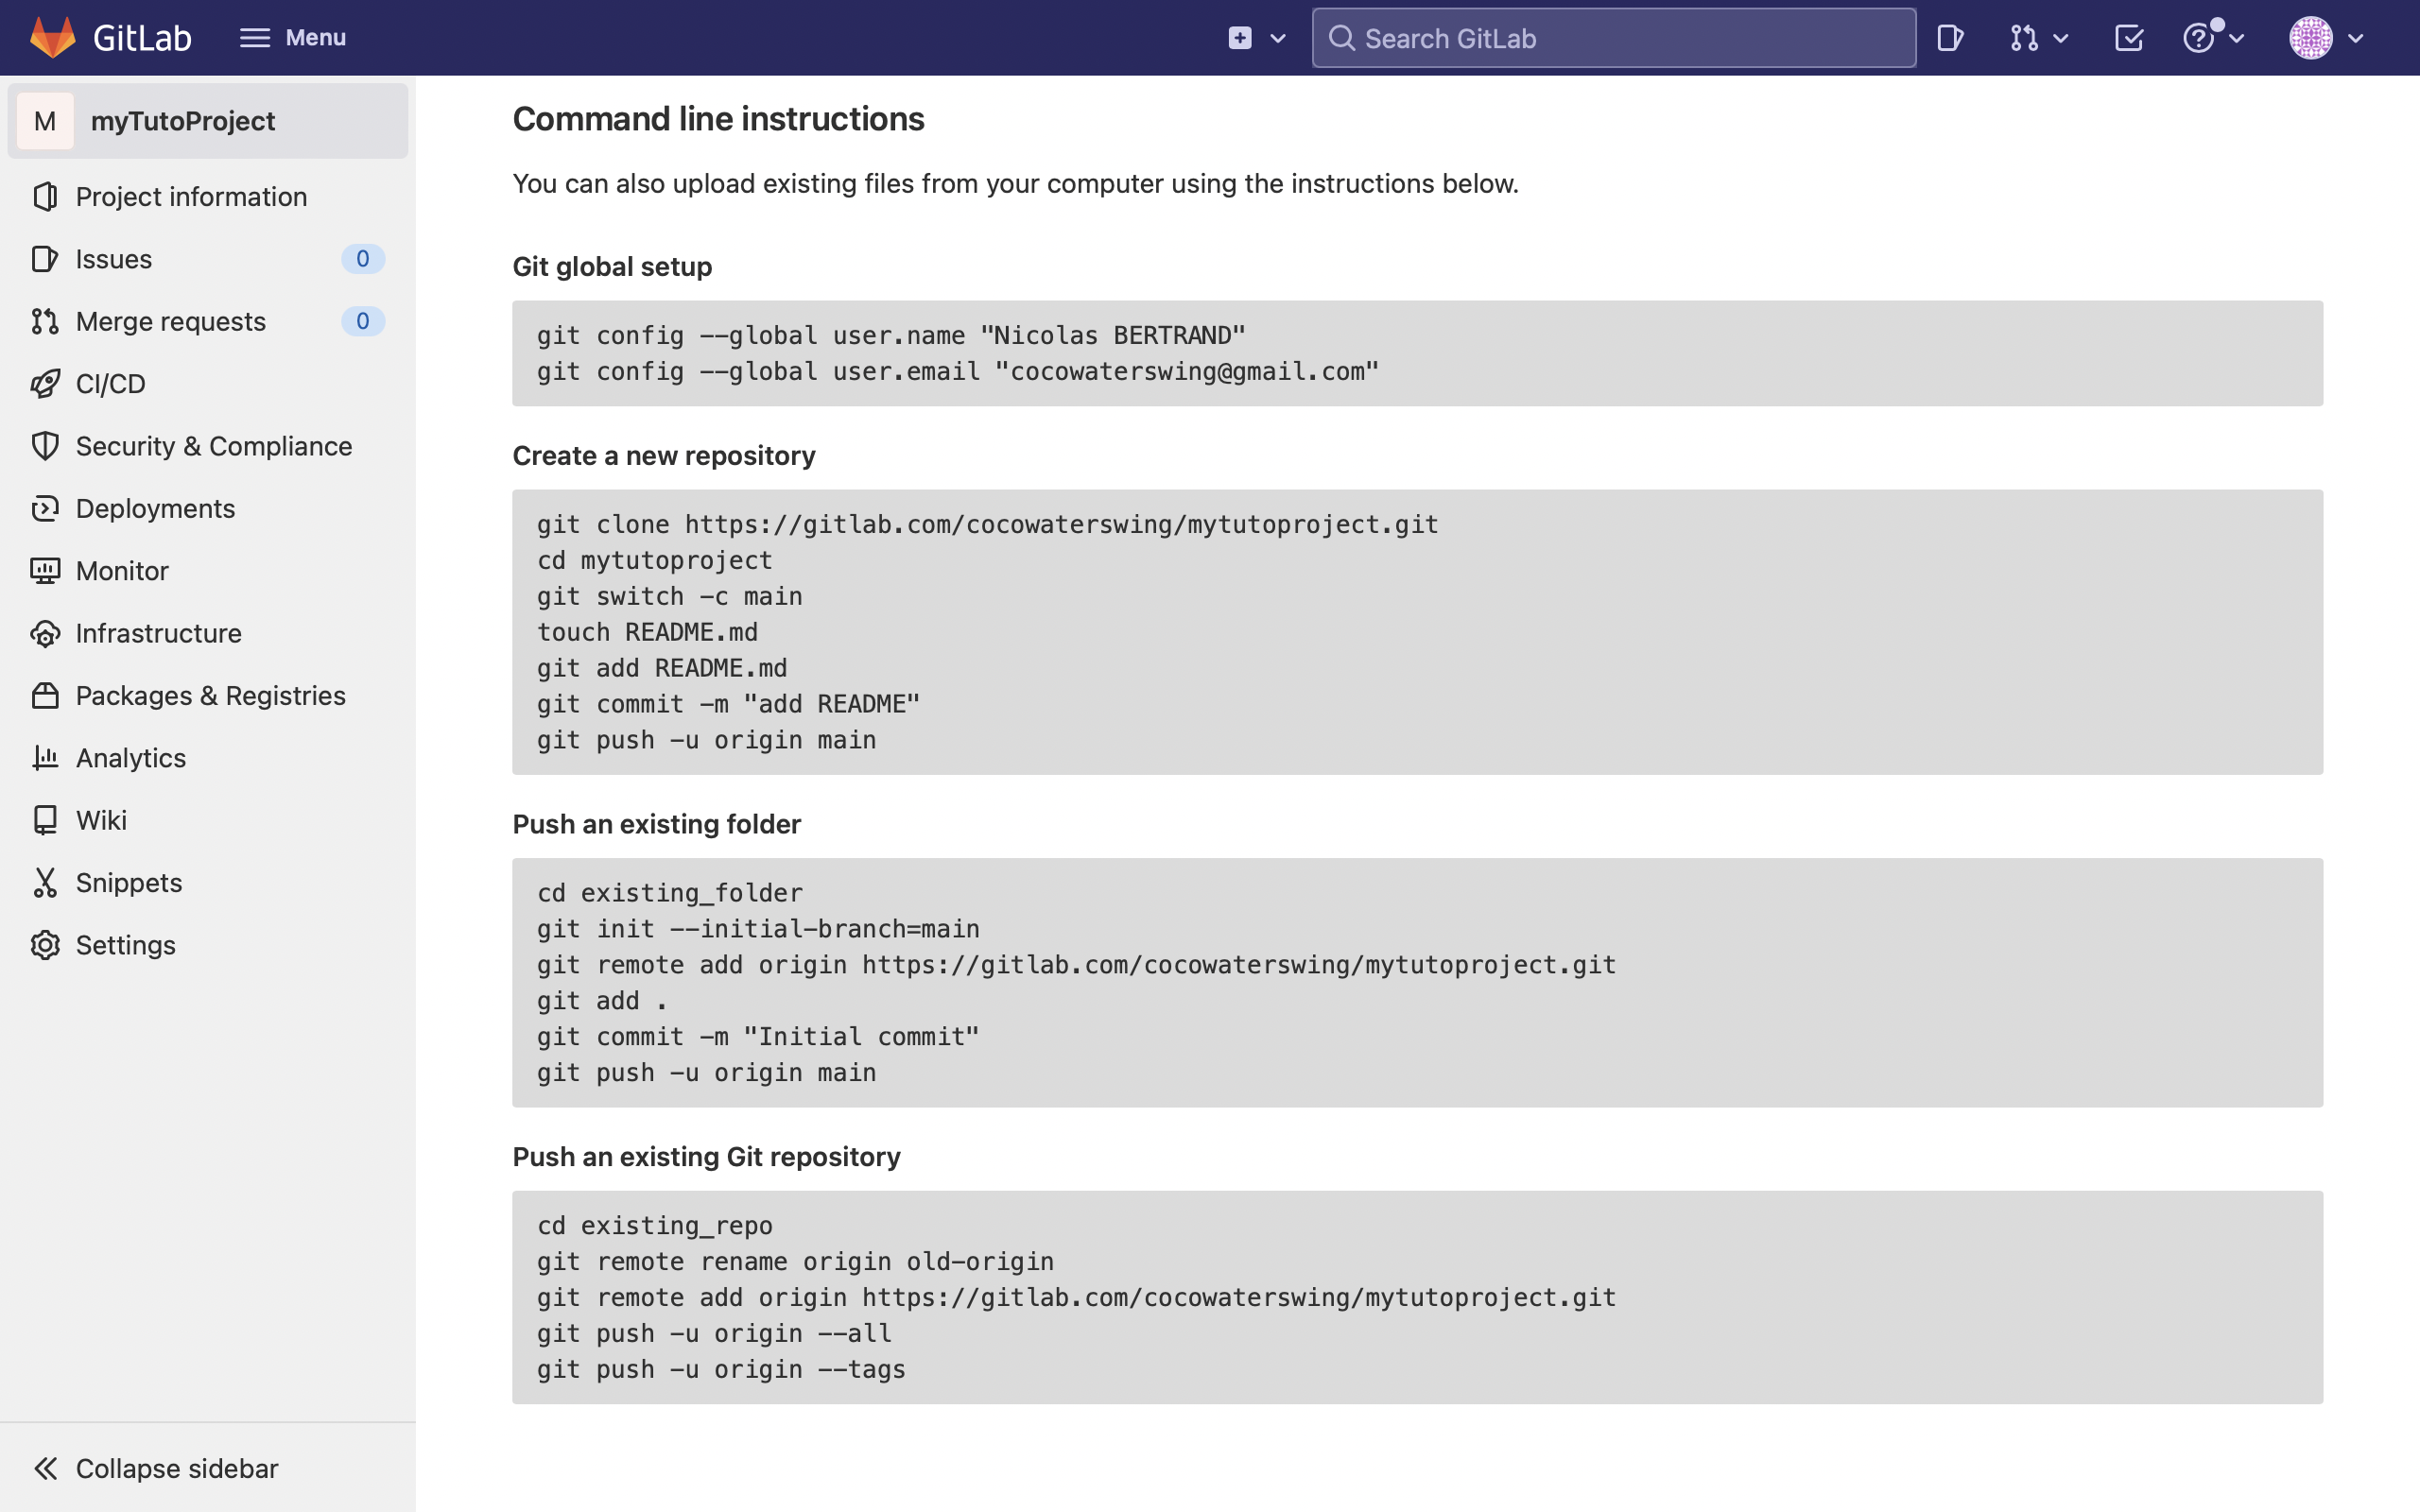 GitLab
Menu
Search GitLab
M
myTutoProject
Project information
Issues 0
Merge requests 0
CI/CD
Security & Compliance
Deployments
Monitor
Infrastructure
Packages & Registries
Analytics
Wiki
Snippets
Settings
Collapse sidebar
Command line instructions
You can also upload existing files from your computer using the instructions below.
Git global setup
git config --global user.name "Nicolas BERTRAND"
git config --global user.email "cocowaterswing@gmail.com"
Create a new repository
git clone https://gitlab.com/cocowaterswing/mytutoproject.git
cd mytutoproject
git switch -c main
touch README.md
git add README.md
git commit -m "add README"
git push -u origin main
Push an existing folder
cd existing_folder
git init --initial-branch=main
git remote add origin https://gitlab.com/cocowaterswing/mytutoproject.git
git add .
git commit -m "Initial commit"
git push -u origin main
Push an existing Git repository
cd existing_repo
git remote rename origin old-origin
git remote add origin https://gitlab.com/cocowaterswing/mytutoproject.git
git push -u origin --all
git push -u origin --tags